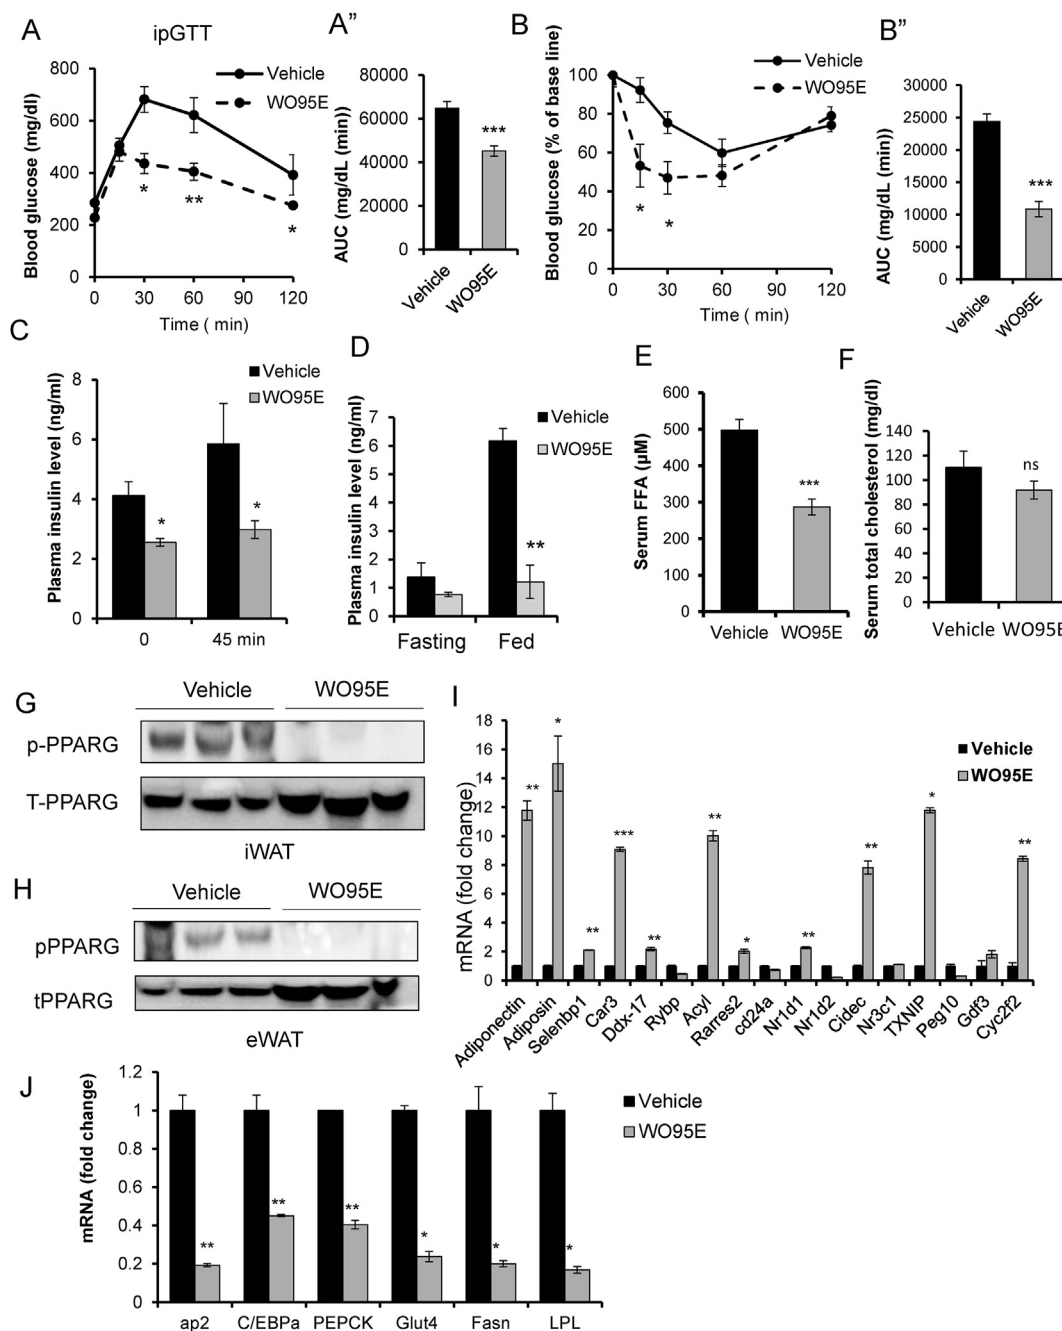 A
ipGTT
Blood glucose (mg/dl)
800
600
400
200
0
0 30 60 90 120
Time ( min)
Vehicle
WO95E
*
**
*
A”
AUC (mg/dL (min))
80000
60000
40000
20000
0
***
Vehicle
WO95E
B
Blood glucose (% of base line)
100
80
60
40
20
0
0 30 60 90 120
Time ( min)
Vehicle
WO95E
*
*
B”
AUC (mg/dL (min))
30000
25000
20000
15000
10000
5000
0
***
Vehicle
WO95E
C
Plasma insulin level (ng/ml)
8
6
4
2
0
Vehicle
WO95E
*
*
0 45 min
D
Plasma insulin level (ng/ml)
7
6
5
4
3
2
1
0
Vehicle
WO95E
**
Fasting Fed
E
Serum FFA (µM)
600
500
400
300
200
100
0
***
Vehicle WO95E
F
Serum total cholesterol (mg/dl)
140
120
100
80
60
40
20
0
ns
Vehicle WO95E
G
Vehicle WO95E
p-PPARG
T-PPARG
iWAT
H
Vehicle WO95E
pPPARG
tPPARG
eWAT
I
mRNA (fold change)
18
16
14
12
10
8
6
4
2
0
Vehicle
WO95E
**
*
**
***
**
**
*
**
**
*
**
Adiponectin
Adiposin
Selenbp1
Car3
Ddx-17
Rybp
Acyl
Rarres2
cd24a
Nr1d1
Nr1d2
Cidec
Nr3c1
TXNIP
Peg10
Gdf3
Cyc2f2
J
mRNA (fold change)
1.2
1
0.8
0.6
0.4
0.2
0
Vehicle
WO95E
**
**
**
*
*
*
ap2 C/EBPa PEPCK Glut4 Fasn LPL